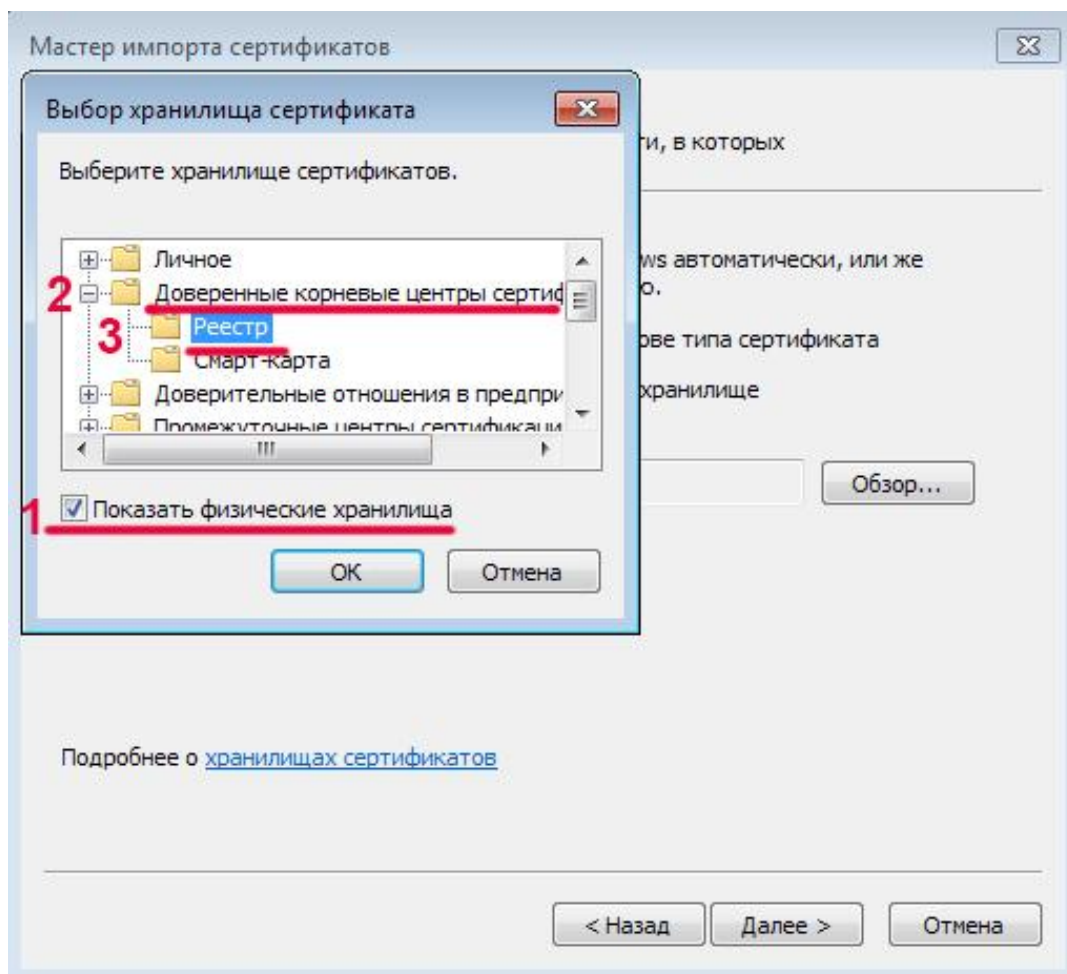 Мастер импорта сертификатов
Выбор хранилища сертификата
ти, в которых
Выберите хранилище сертификатов.
Личное
ws автоматически, или же
2 Доверенные корневые центры сертиф
о.
3 Реестр
ове типа сертификата
Смарт-карта
Доверительные отношения в предпри
хранилище
Промежуточные центры сертификаци
Обзор...
1 Показать физические хранилища
ОК Отмена
Подробнее о хранилищах сертификатов
< Назад Далее > Отмена